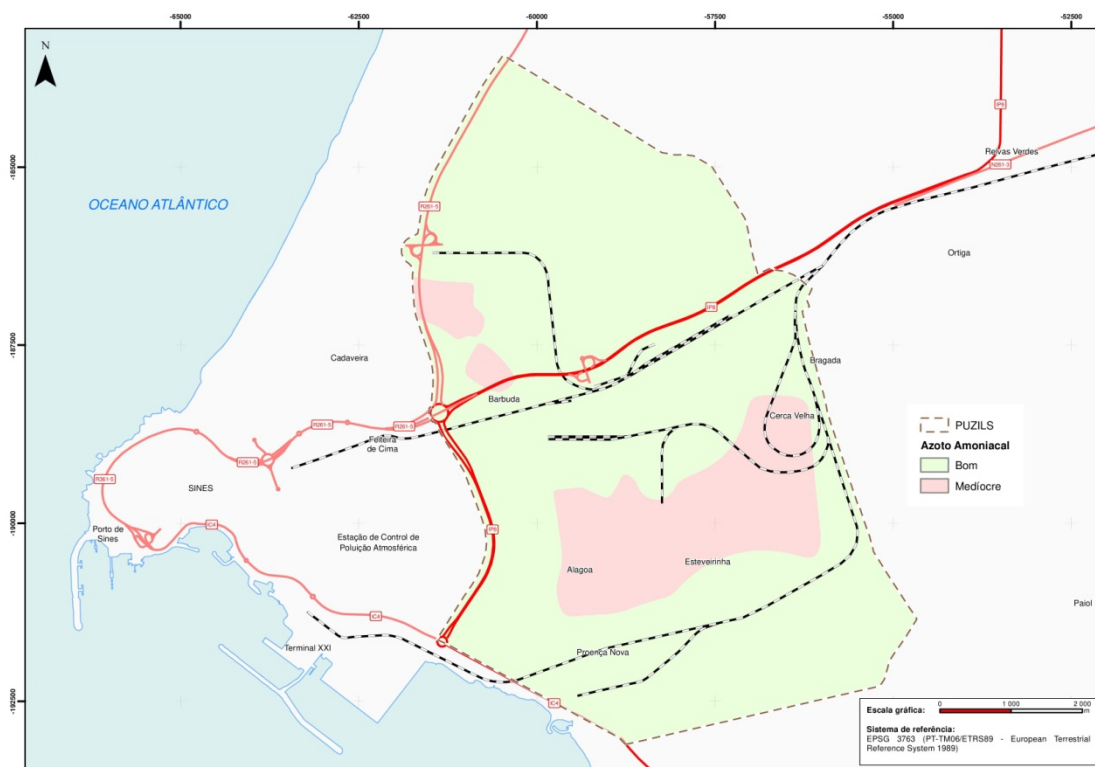 -65000
-62500
-60000
-57500
-55000
-52500
N
-185000
-187500
-190000
-192500
OCEANO ATLÂNTICO
IP8
Relvas Verdes
N261-3
R261-5
Ortiga
IP8
Cadaveira
Bragada
Barbuda
Cerca Velha
R261-5
R261-5
Feiteira
de Cima
R261-5
R361-5
SINES
Porto de
Sines
IC4
Estação de Control de
Poluição Atmosférica
IP8
Alagoa
Esteveirinha
IC4
Paiol
Terminal XXI
Proença Nova
IC4
PUZILS
Azoto Amoniacal
Bom
Medíocre
Escala gráfica:
0 1 000 2 000
m
Sistema de referência:
EPSG 3763 (PT-TM06/ETRS89 - European Terrestrial
Reference System 1989)